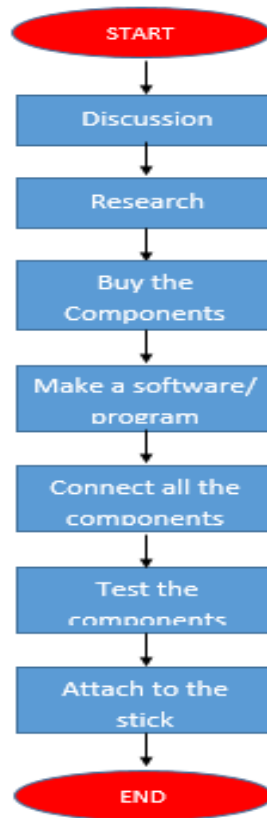 START
Discussion
Research
Buy the
Components
Make a software/
program
Connect all the
components
Test the
components
Attach to the
stick
END